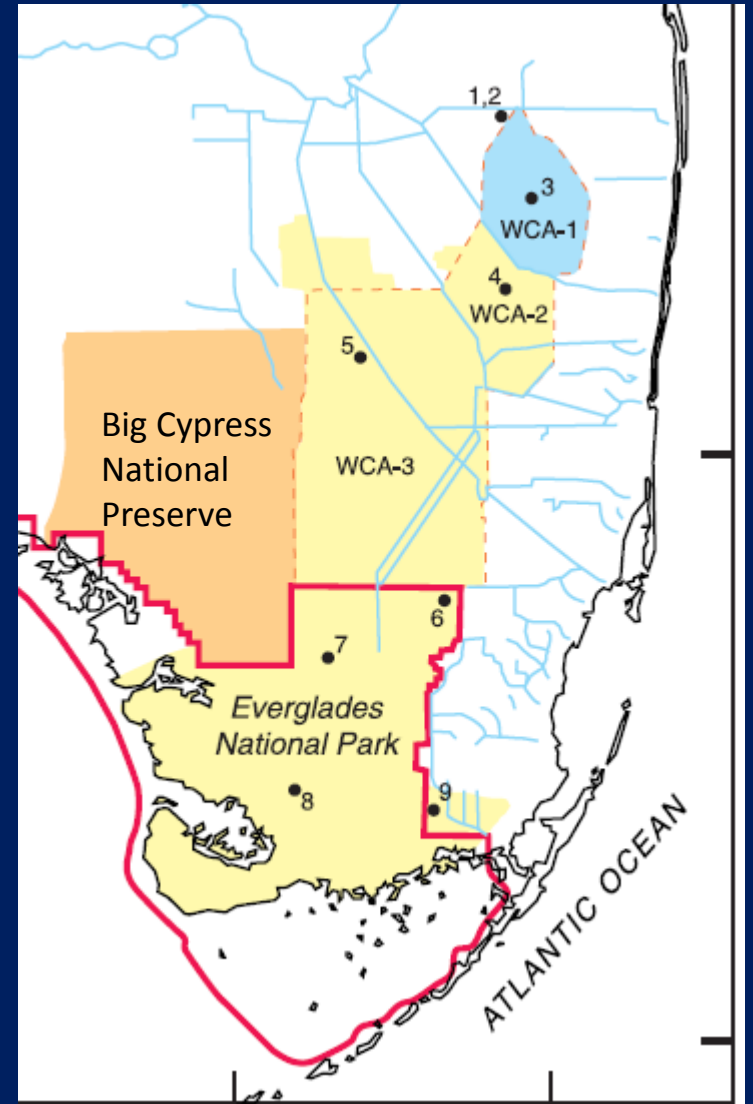 1,2
3
WCA-1
4
WCA-2
5
Big Cypress
National
Preserve
WCA-3
6
7
Everglades
National Park
8
9
ATLANTIC OCEAN